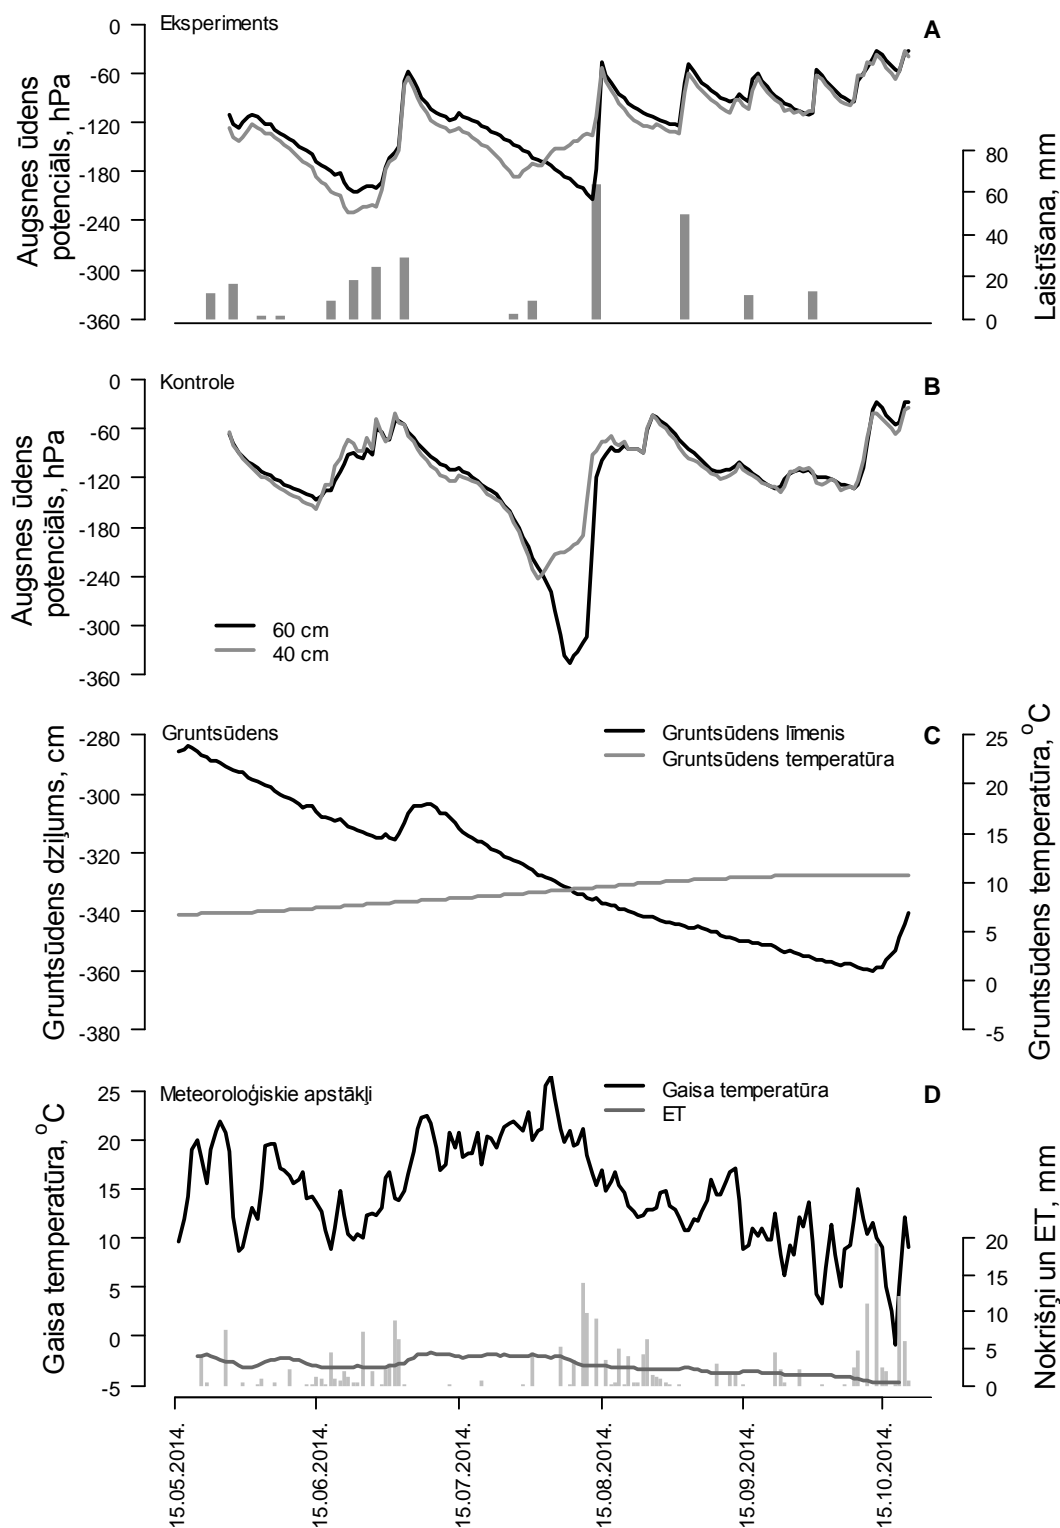 Eksperiments
A
Augsnes ūdens
potenciāls, hPa
0
-60
-120
-180
-240
-300
-360
80
60
40
20
0
Laistīšana, mm
Kontrole
B
Augsnes ūdens
potenciāls, hPa
0
-60
-120
-180
-240
-300
-360
60 cm
40 cm
Gruntsūdens
C
Gruntsūdens līmenis
Gruntsūdens temperatūra
Gruntsūdens dziļums, cm
-280
-300
-320
-340
-360
-380
25
20
15
10
5
0
-5
Gruntsūdens temperatūra, °C
Meteoroloģiskie apstākļi
D
Gaisa temperatūra
ET
Gaisa temperatūra, °C
25
20
15
10
5
0
-5
20
15
10
5
0
Nokrišņi un ET, mm
15.05.2014.
15.06.2014.
15.07.2014.
15.08.2014.
15.09.2014.
15.10.2014.